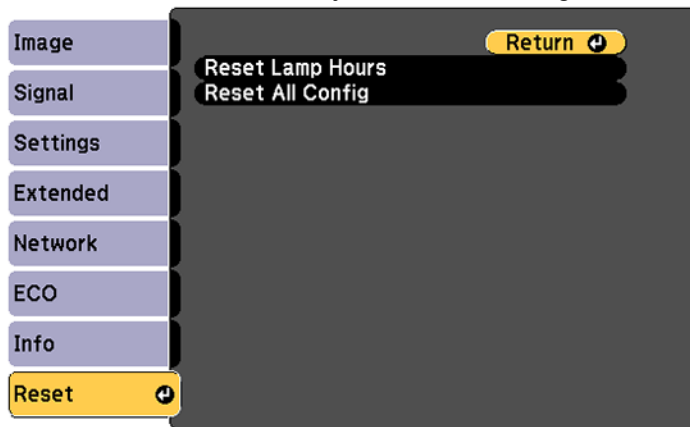 Image
Signal
Settings
Extended
Network
ECO
Info
Reset
Return
Reset Lamp Hours
Reset All Config